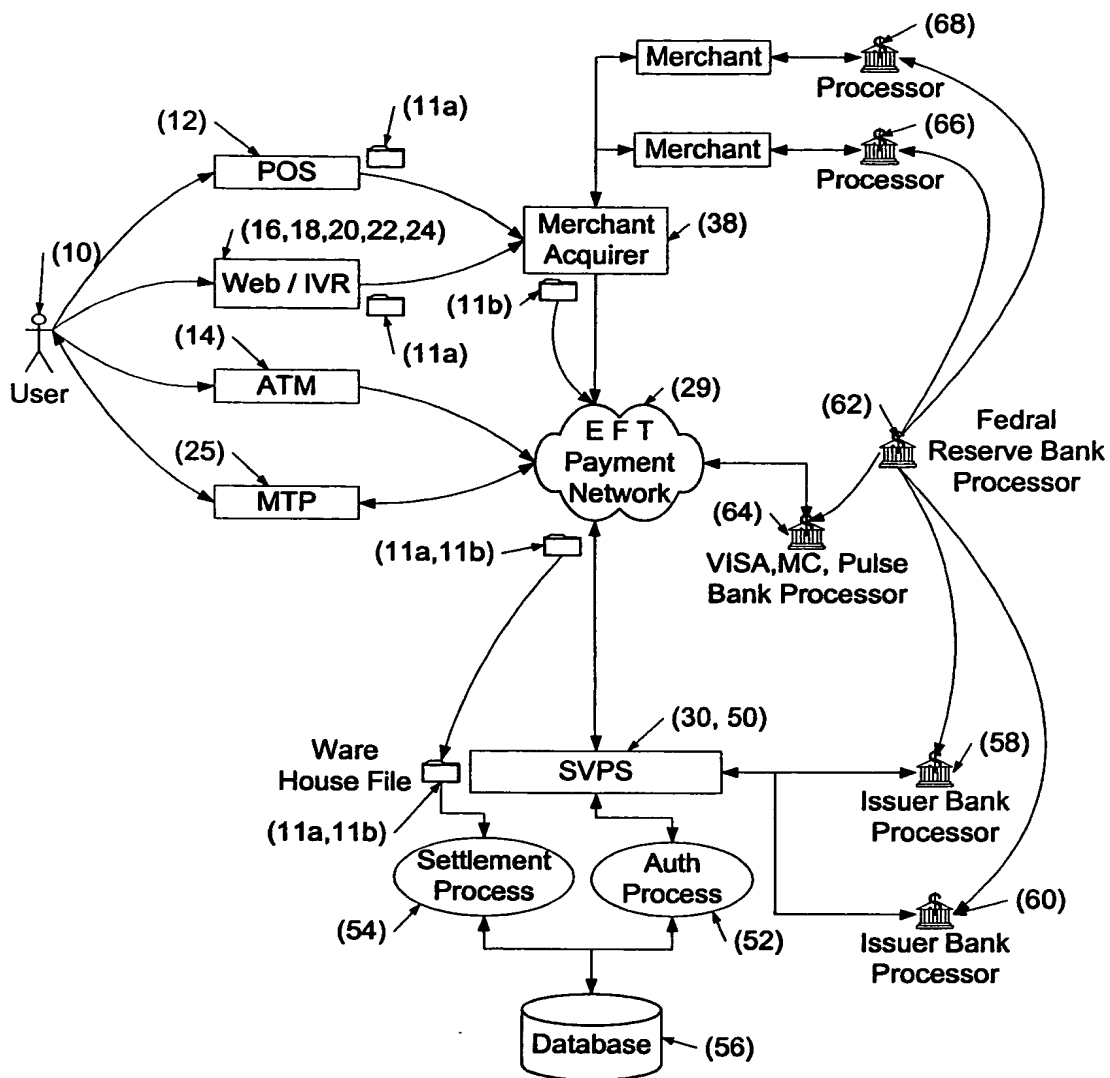 (68)
Merchant
Processor
(11a)
(12)
(66)
POS
Merchant
Processor
(16,18,20,22,24)
Merchant
Acquirer
(38)
(10)
Web / IVR
(11b)
(11a)
(14)
User
ATM
(29)
(62)
E F T
Payment
Network
Fedral
Reserve Bank
Processor
(25)
MTP
(64)
(11a,11b)
VISA,MC, Pulse
Bank Processor
(30, 50)
Ware
House File
SVPS
(58)
Issuer Bank
Processor
(11a,11b)
Settlement
Process
Auth
Process
(60)
(54)
(52)
Issuer Bank
Processor
Database
(56)